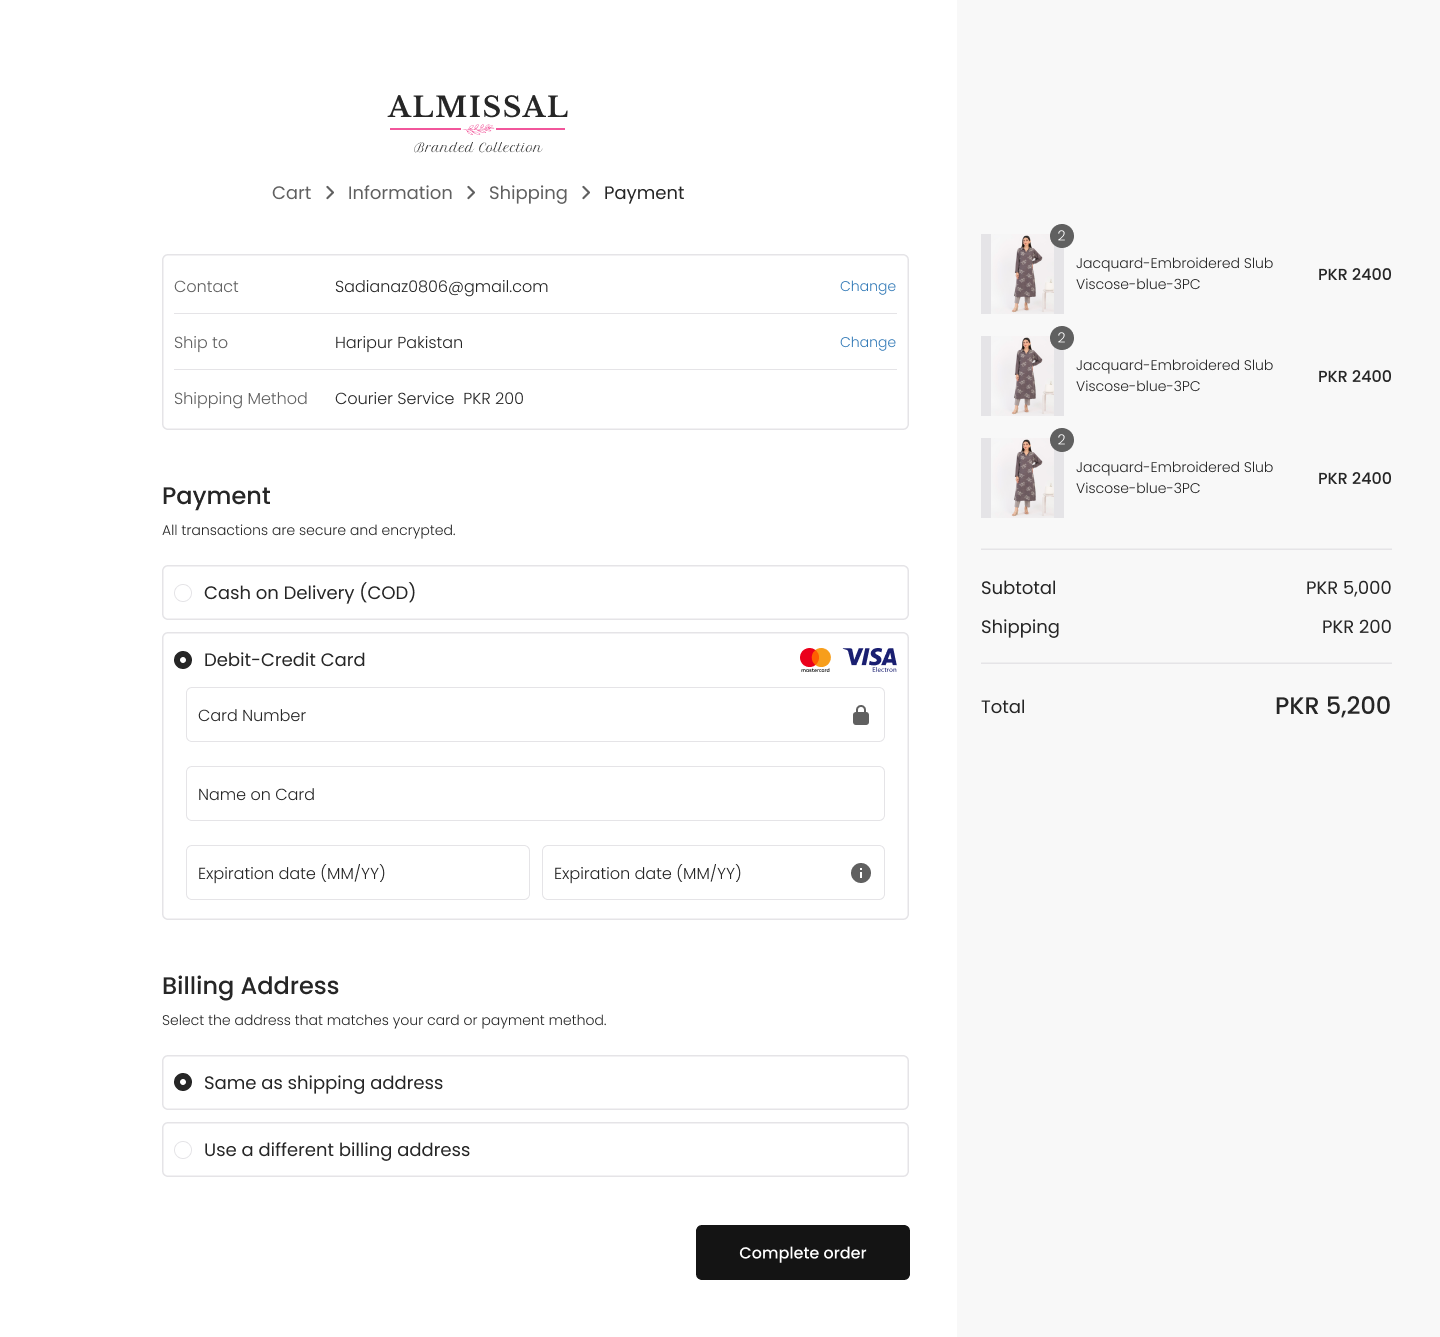 ALMISSAL
Branded Collection
Cart > Information > Shipping > Payment
Contact Sadianaz0806@gmail.com Change
Ship to Haripur Pakistan Change
Shipping Method Courier Service PKR 200
Payment
All transactions are secure and encrypted.
Cash on Delivery (COD)
Debit-Credit Card mastercard VISA Electron
Card Number
Name on Card
Expiration date (MM/YY) Expiration date (MM/YY)
Billing Address
Select the address that matches your card or payment method.
Same as shipping address
Use a different billing address
Complete order
2
Jacquard-Embroidered Slub
Viscose-blue-3PC
PKR 2400
2
Jacquard-Embroidered Slub
Viscose-blue-3PC
PKR 2400
2
Jacquard-Embroidered Slub
Viscose-blue-3PC
PKR 2400
Subtotal PKR 5,000
Shipping PKR 200
Total PKR 5,200